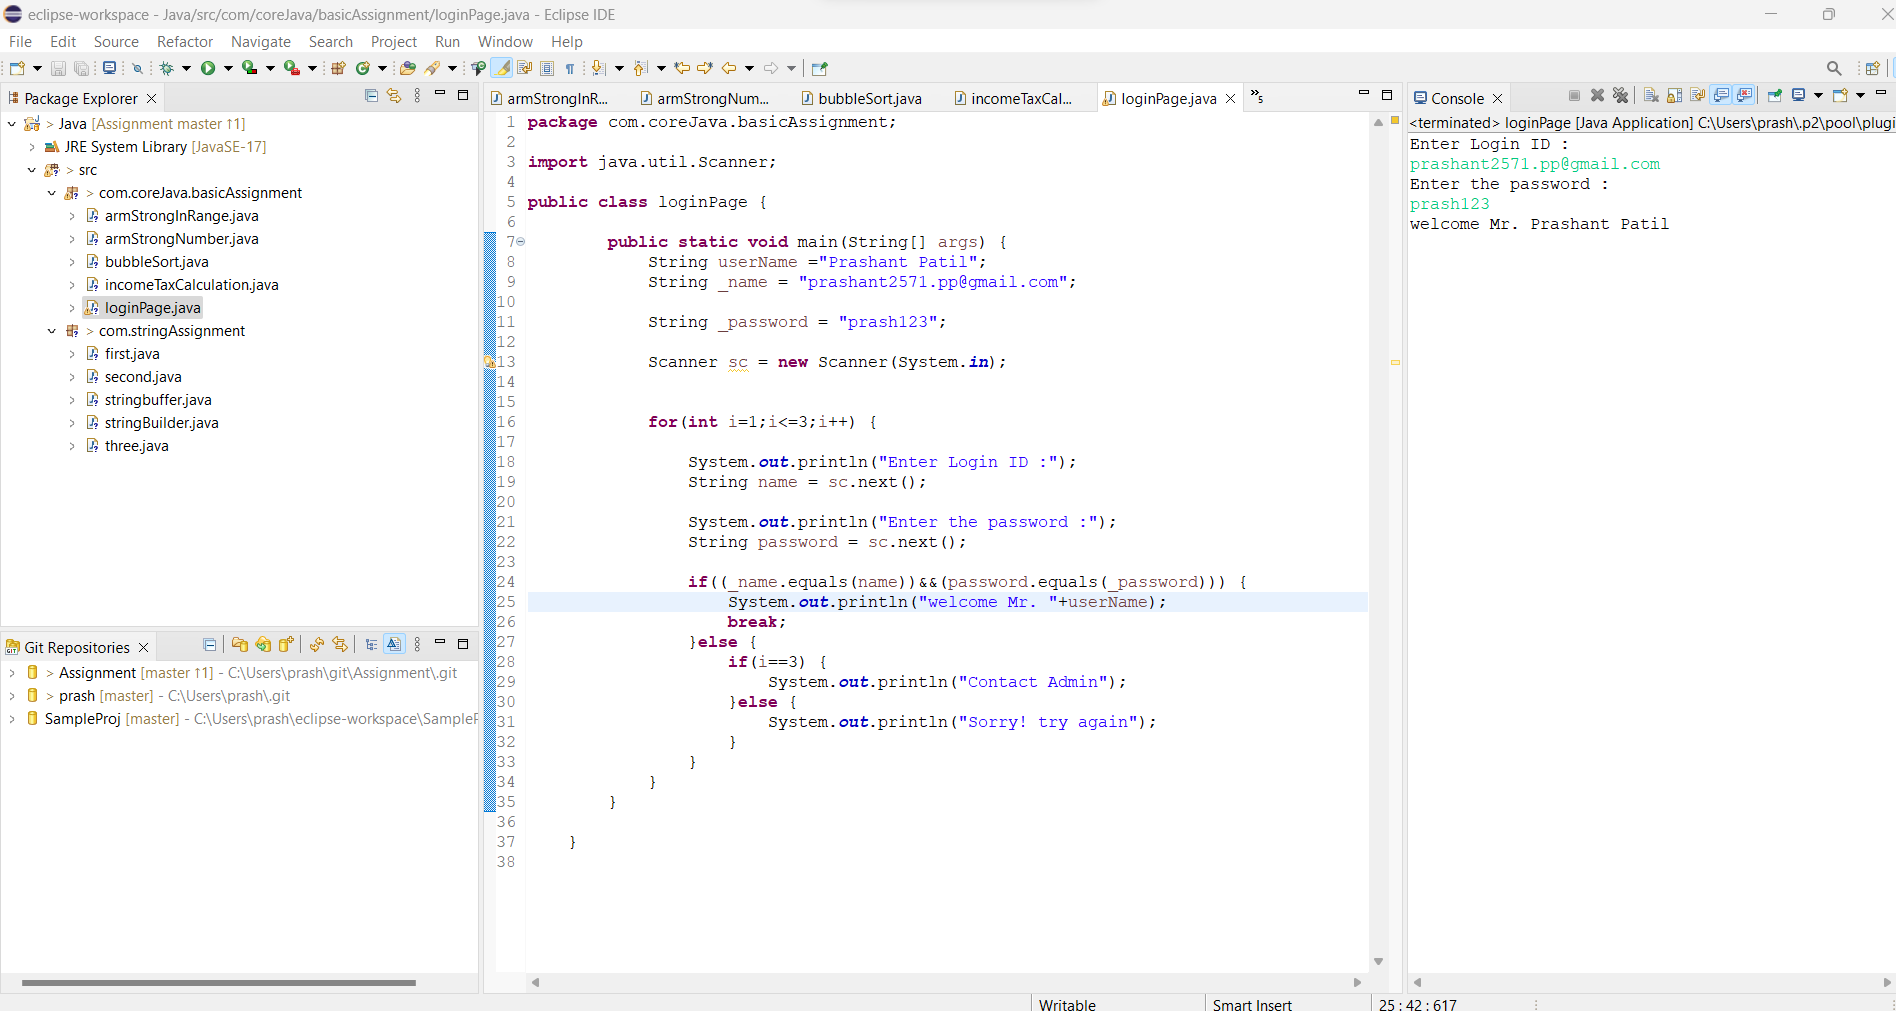 eclipse-workspace - Java/src/com/coreJava/basicAssignment/loginPage.java - Eclipse IDE
File Edit Source Refactor Navigate Search Project Run Window Help
Package Explorer
> Java [Assignment master ↑1]
JRE System Library [JavaSE-17]
> src
> com.coreJava.basicAssignment
armStrongInRange.java
armStrongNumber.java
bubbleSort.java
incomeTaxCalculation.java
loginPage.java
> com.stringAssignment
first.java
second.java
stringbuffer.java
stringBuilder.java
three.java
Git Repositories
> Assignment [master ↑1] - C:\Users\prash\git\Assignment\.git
> prash [master] - C:\Users\prash\.git
SampleProj [master] - C:\Users\prash\eclipse-workspace\SampleP
armStrongInR... armStrongNum... bubbleSort.java incomeTaxCal... loginPage.java »5
1 package com.coreJava.basicAssignment;
2
3 import java.util.Scanner;
4
5 public class loginPage {
6
7 public static void main(String[] args) {
8 String userName ="Prashant Patil";
9 String _name = "prashant2571.pp@gmail.com";
10
11 String _password = "prash123";
12
13 Scanner sc = new Scanner(System.in);
14
15
16 for(int i=1;i<=3;i++) {
17
18 System.out.println("Enter Login ID :");
19 String name = sc.next();
20
21 System.out.println("Enter the password :");
22 String password = sc.next();
23
24 if((_name.equals(name))&&(password.equals(_password))) {
25 System.out.println("welcome Mr. "+userName);
26 break;
27 }else {
28 if(i==3) {
29 System.out.println("Contact Admin");
30 }else {
31 System.out.println("Sorry! try again");
32 }
33 }
34 }
35 }
36
37 }
38
Console
<terminated> loginPage [Java Application] C:\Users\prash\.p2\pool\plugi
Enter Login ID :
prashant2571.pp@gmail.com
Enter the password :
prash123
welcome Mr. Prashant Patil
Writable Smart Insert 25 : 42 : 617